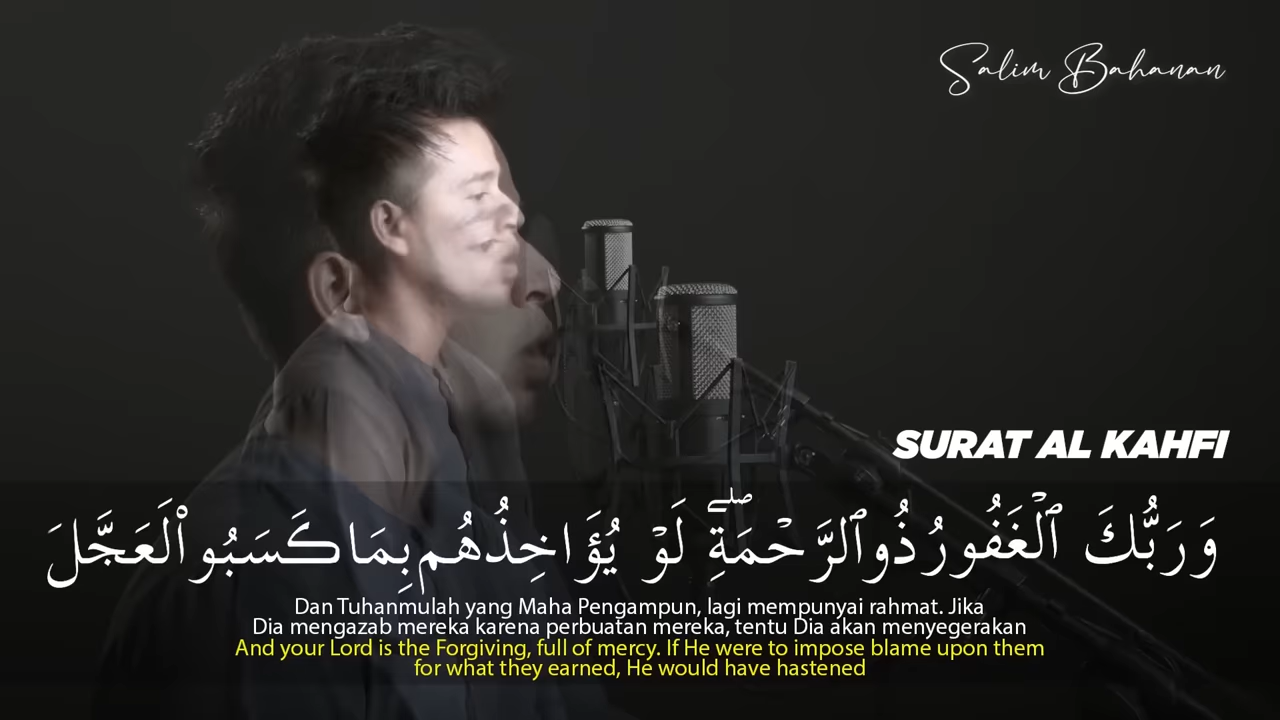 Salim Bahanan
SURAT AL KAHFI
وَرَبُّكَ ٱلْغَفُورُ ذُو ٱلرَّحْمَةِۖ لَوْ يُؤَاخِذُهُم بِمَا كَسَبُوا۟ لَعَجَّلَ
Dan Tuhanmulah yang Maha Pengampun, lagi mempunyai rahmat. Jika
Dia mengazab mereka karena perbuatan mereka, tentu Dia akan menyegerakan
And your Lord is the Forgiving, full of mercy. If He were to impose blame upon them
for what they earned, He would have hastened